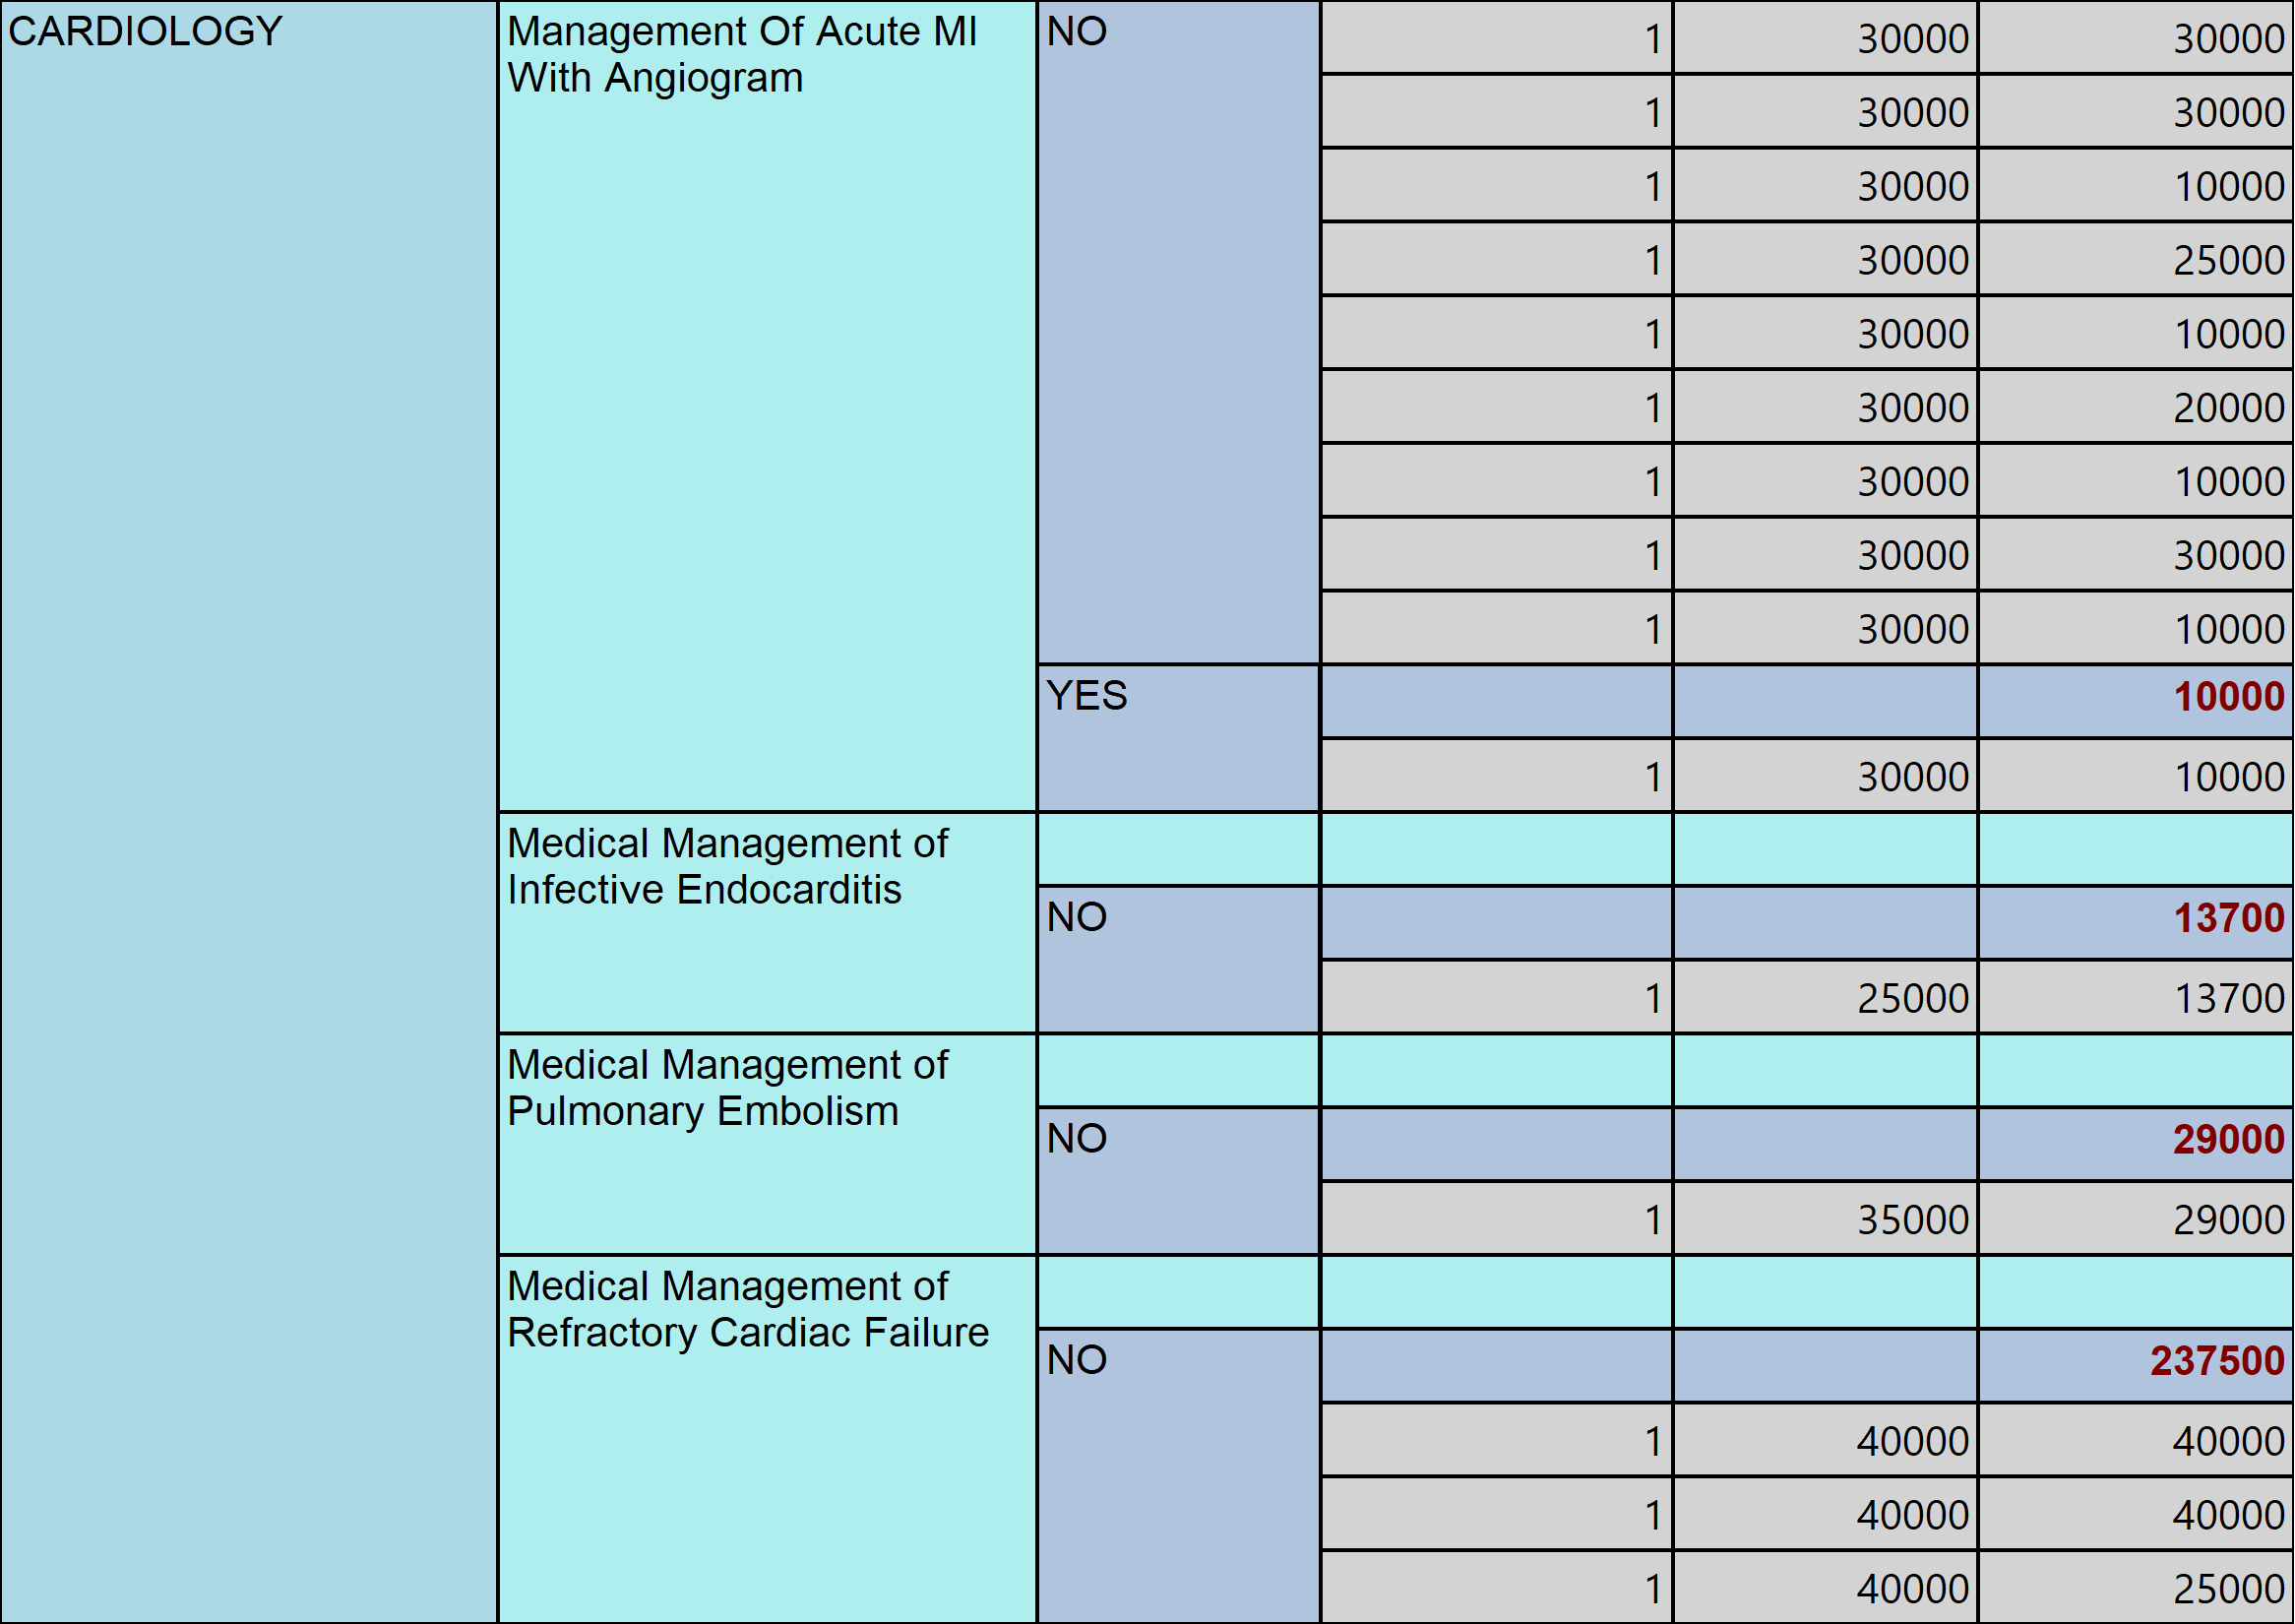 CARDIOLOGY
Management Of Acute MI
With Angiogram
NO
1 30000 30000
1 30000 30000
1 30000 10000
1 30000 25000
1 30000 10000
1 30000 20000
1 30000 10000
1 30000 30000
1 30000 10000
YES
10000
1 30000 10000
Medical Management of
Infective Endocarditis
NO
13700
1 25000 13700
Medical Management of
Pulmonary Embolism
NO
29000
1 35000 29000
Medical Management of
Refractory Cardiac Failure
NO
237500
1 40000 40000
1 40000 40000
1 40000 25000